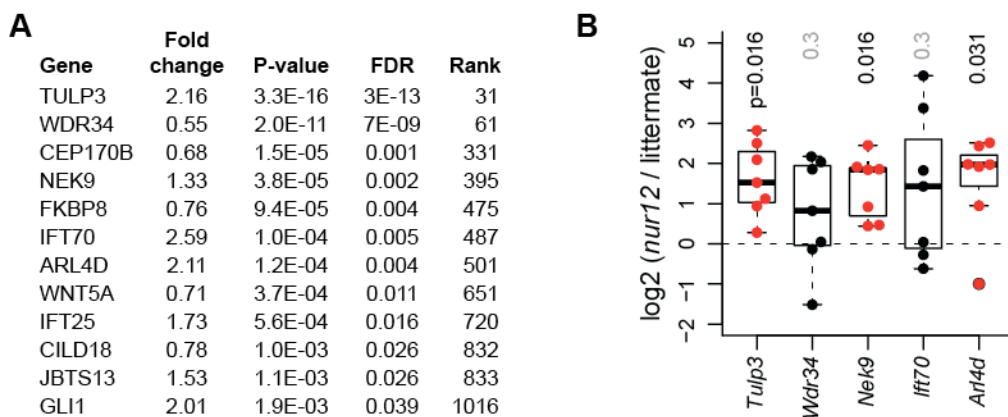 A
Gene Fold change P-value FDR Rank
TULP3 2.16 3.3E-16 3E-13 31
WDR34 0.55 2.0E-11 7E-09 61
CEP170B 0.68 1.5E-05 0.001 331
NEK9 1.33 3.8E-05 0.002 395
FKBP8 0.76 9.4E-05 0.004 475
IFT70 2.59 1.0E-04 0.005 487
ARL4D 2.11 1.2E-04 0.004 501
WNT5A 0.71 3.7E-04 0.011 651
IFT25 1.73 5.6E-04 0.016 720
CILD18 0.78 1.0E-03 0.026 832
JBTS13 1.53 1.1E-03 0.026 833
GLI1 2.01 1.9E-03 0.039 1016
B
log2 (nur12 / littermate)
5
4
3
2
1
0
−1
−2
p=0.016
0.3
0.016
0.3
0.031
Tulp3
Wdr34
Nek9
Ift70
Arl4d